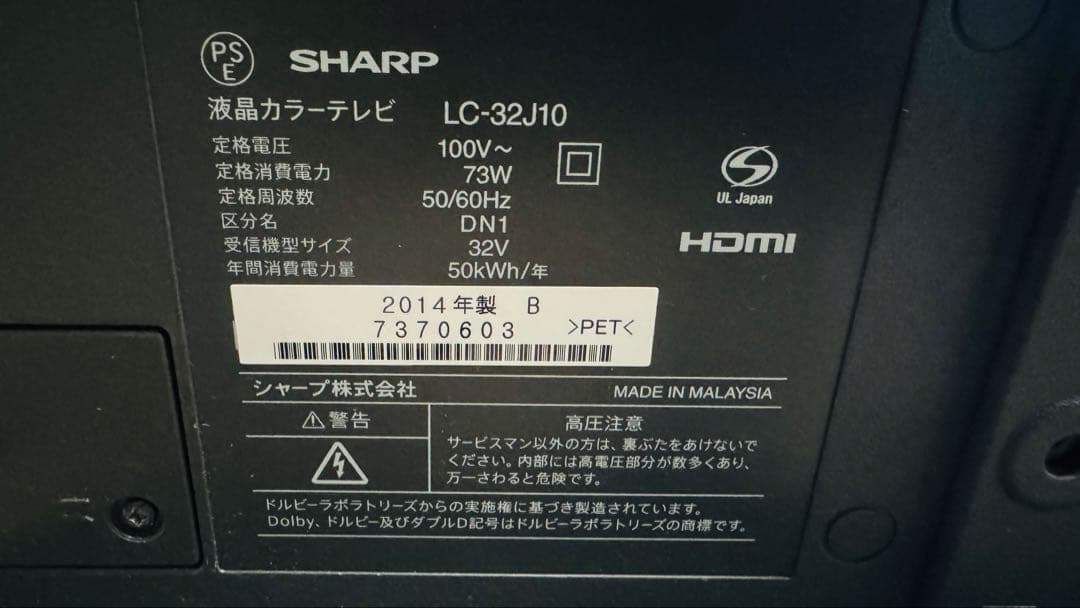 PS
E
SHARP
液晶カラーテレビ LC-32J10
定格電圧 100V～
定格消費電力 73W
定格周波数 50/60Hz
区分名 DN1
受信機型サイズ 32V
年間消費電力量 50kWh/年
UL Japan
HDMI
2014年製 B
7370603 >PET<
シャープ株式会社 MADE IN MALAYSIA
⚠警告
高圧注意
サービスマン以外の方は、裏ぶたをあけないで
ください。内部には高電圧部分が数多くあり、
万一さわると危険です。
ドルビーラボラトリーズからの実施権に基づき製造されています。
Dolby、ドルビー及びダブルD記号はドルビーラボラトリーズの商標です。